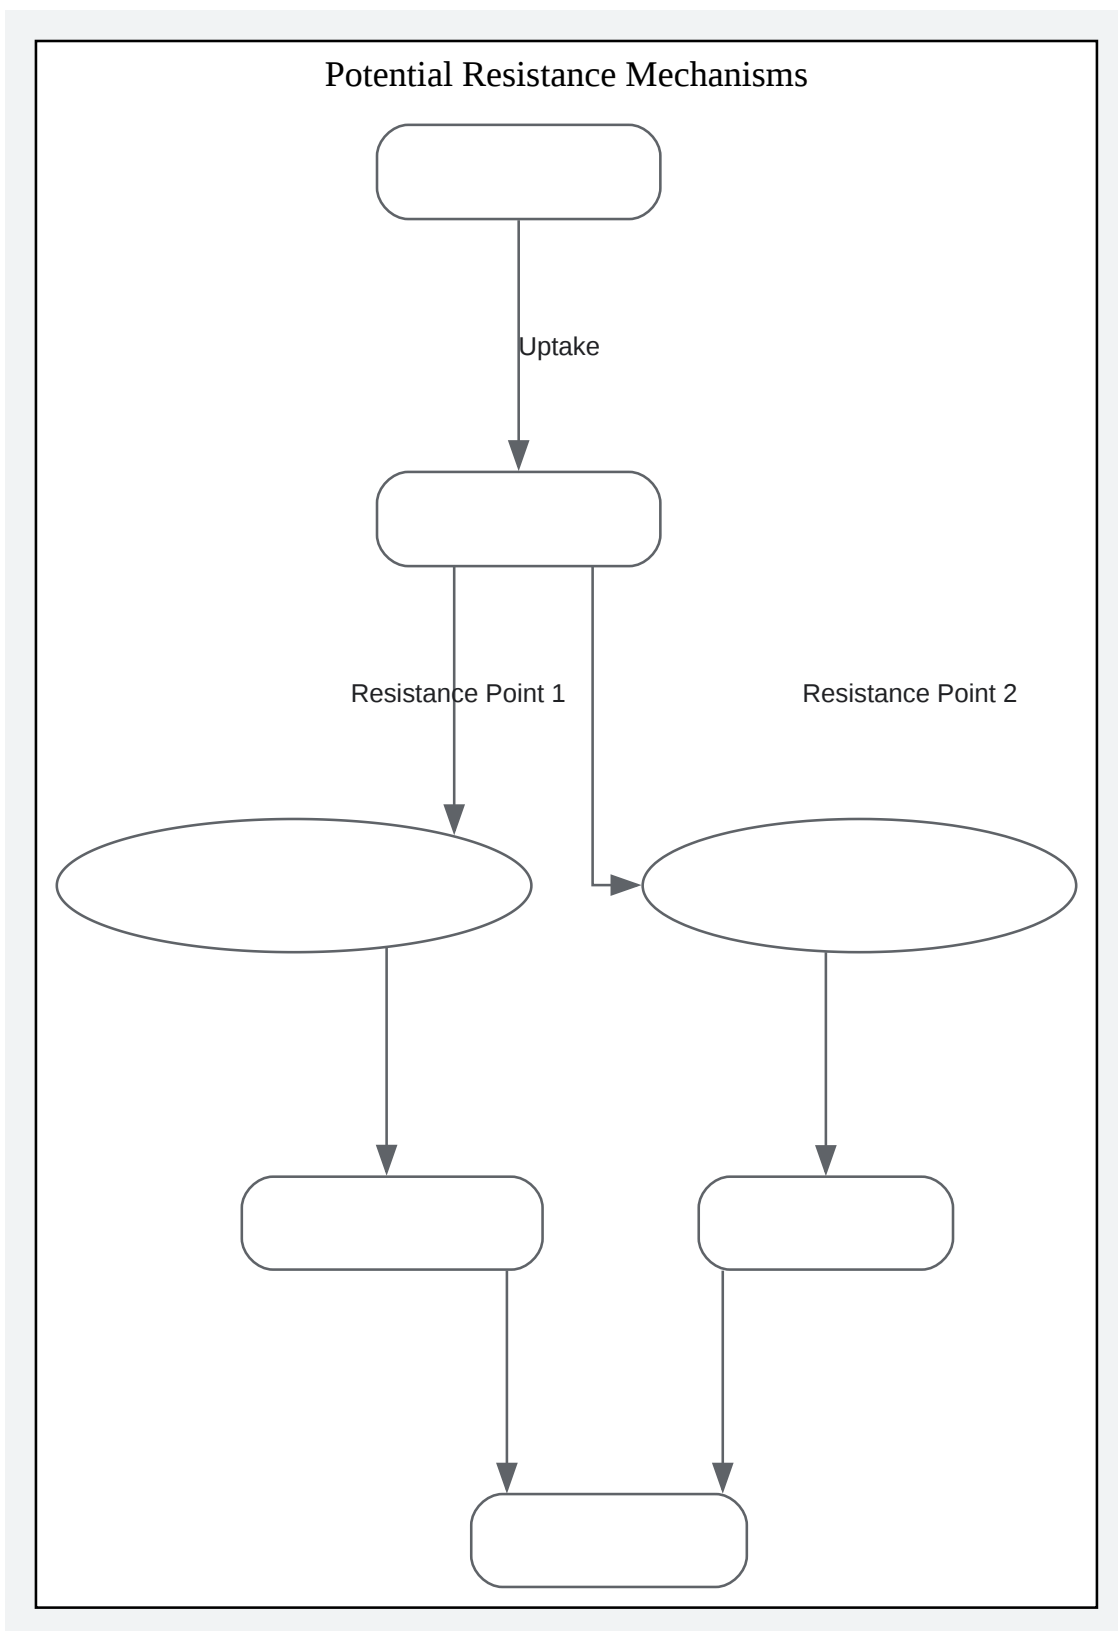 Potential Resistance Mechanisms
Uptake
Resistance Point 1
Resistance Point 2